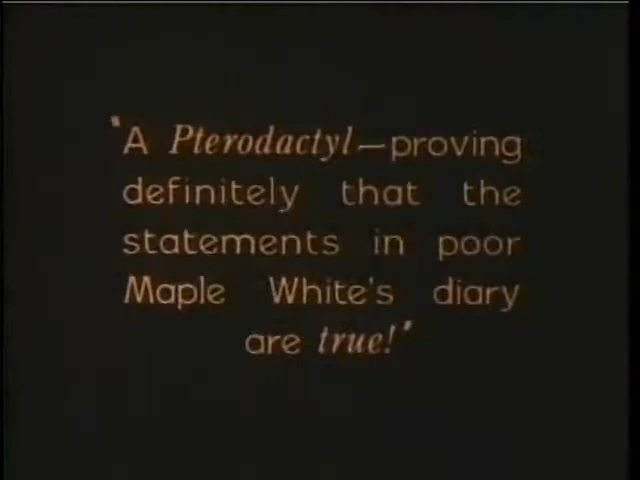 "A Pterodactyl—proving
definitely that the
statements in poor
Maple White's diary
are true!"